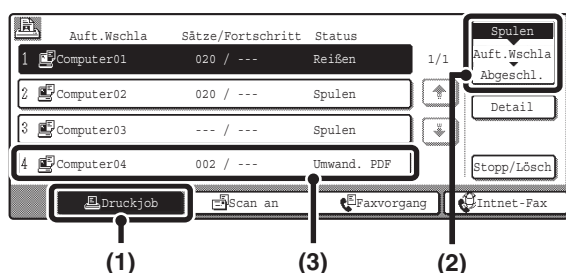 Auft.Wschla Sätze/Fortschritt Status
1 Computer01 020 / --- Reißen
2 Computer02 020 / --- Spulen
3 Computer03 --- / --- Spulen
4 Computer04 002 / --- Umwand. PDF
1/1
Spulen
Auft.Wschla
Abgeschl.
Detail
Stopp/Lösch
Druckjob Scan an Faxvorgang Intnet-Fax
(1) (3) (2)